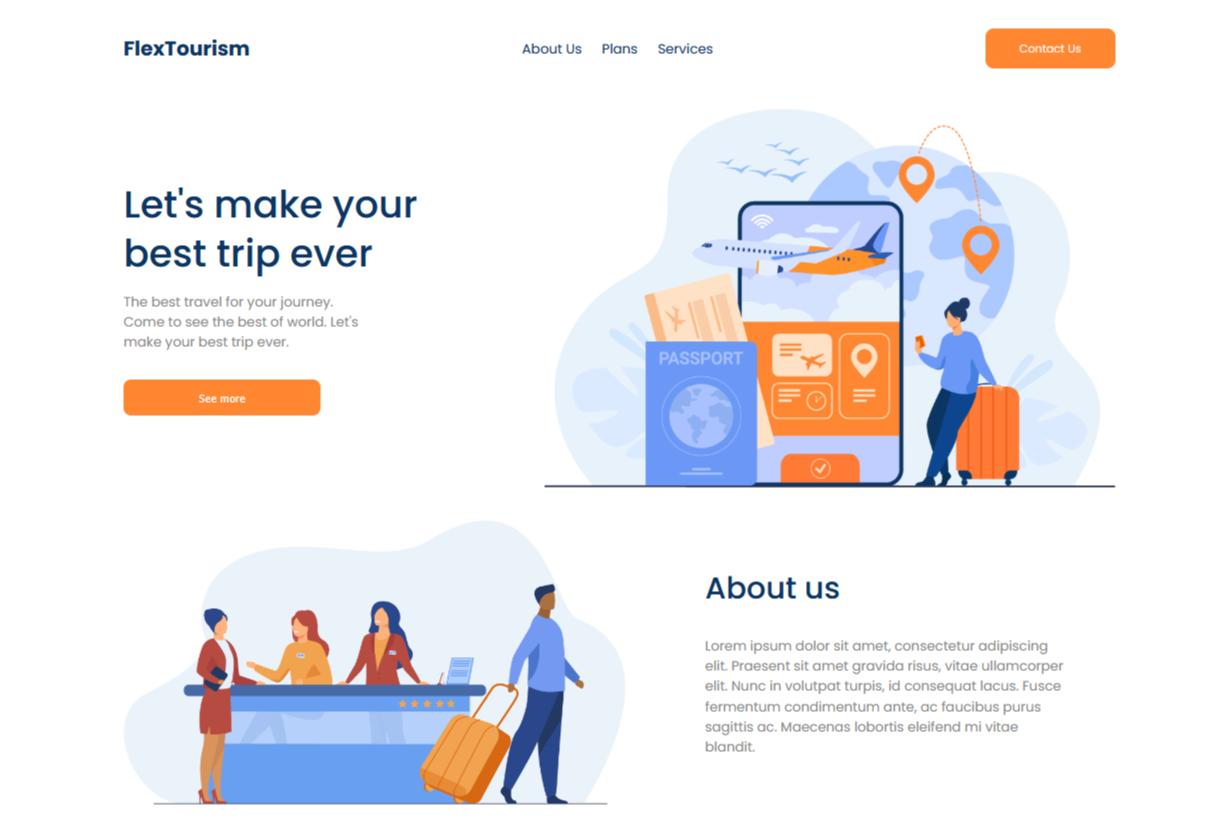 FlexTourism
About Us Plans Services
Contact Us
Let's make your
best trip ever
The best travel for your journey.
Come to see the best of world. Let's
make your best trip ever.
See more
PASSPORT
About us
Lorem ipsum dolor sit amet, consectetur adipiscing
elit. Praesent sit amet gravida risus, vitae ullamcorper
elit. Nunc in volutpat turpis, id consequat lacus. Fusce
fermentum condimentum ante, ac faucibus purus
sagittis ac. Maecenas lobortis eleifend mi vitae
blandit.